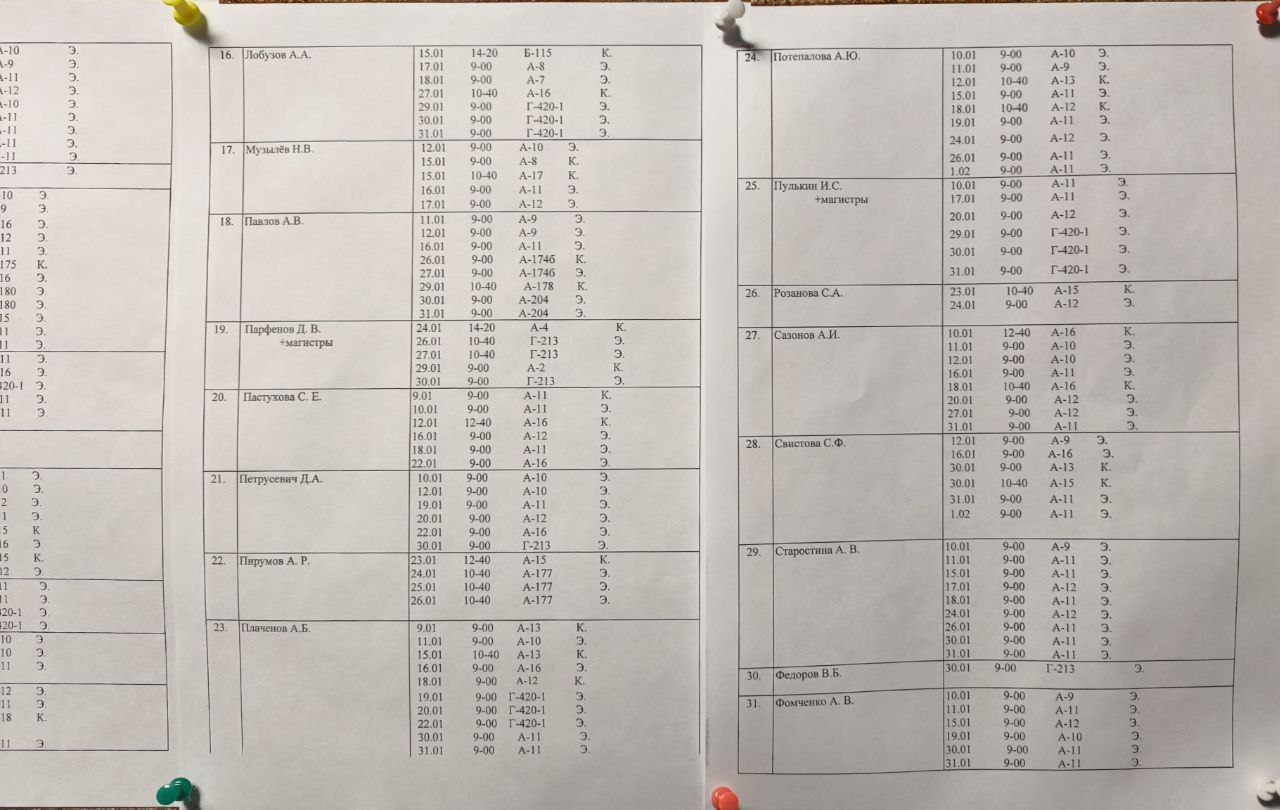 А-10 Э.
А-9 Э.
А-11 Э.
А-12 Э.
А-10 Э.
А-11 Э.
А-11 Э.
А-11 Э.
-11 Э.
213 Э.
10 Э.
9 Э.
16 Э.
12 Э.
11 Э.
175 К.
16 Э.
180 Э.
180 Э.
15 Э.
11 Э.
11 Э.
11 Э.
16 Э.
420-1 Э.
11 Э.
11 Э.
1 Э.
0 Э.
2 Э.
1 Э.
5 К
16 Э.
15 К.
12 Э.
11 Э.
11 Э.
420-1 Э.
420-1 Э.
10 Э.
10 Э.
11 Э.
12 Э.
11 Э.
18 К.
11 Э.
16. Лобузов А.А. 15.01 14-20 Б-115 К.
17.01 9-00 А-8 Э.
18.01 9-00 А-7 Э.
27.01 10-40 А-16 К.
29.01 9-00 Г-420-1 Э.
30.01 9-00 Г-420-1 Э.
31.01 9-00 Г-420-1 Э.
17. Музылёв Н.В. 12.01 9-00 А-10 Э.
15.01 9-00 А-8 К.
15.01 10-40 А-17 К.
16.01 9-00 А-11 Э.
17.01 9-00 А-12 Э.
18. Павлов А.В. 11.01 9-00 А-9 Э.
12.01 9-00 А-9 Э.
16.01 9-00 А-11 Э.
26.01 9-00 А-174б К.
27.01 9-00 А-174б Э.
29.01 10-40 А-178 К.
30.01 9-00 А-204 Э.
31.01 9-00 А-204 Э.
19. Парфенов Д. В. 24.01 14-20 А-4 К.
+магистры 26.01 10-40 Г-213 Э.
27.01 10-40 Г-213 Э.
29.01 9-00 А-2 К.
30.01 9-00 Г-213 Э.
20. Пастухова С. Е. 9.01 9-00 А-11 К.
10.01 9-00 А-11 Э.
12.01 12-40 А-16 К.
16.01 9-00 А-12 Э.
18.01 9-00 А-11 Э.
22.01 9-00 А-16 Э.
21. Петрусевич Д.А. 10.01 9-00 А-10 Э.
12.01 9-00 А-10 Э.
19.01 9-00 А-11 Э.
20.01 9-00 А-12 Э.
22.01 9-00 А-16 Э.
30.01 9-00 Г-213 Э.
22. Пирумов А. Р. 23.01 12-40 А-15 К.
24.01 10-40 А-177 Э.
25.01 10-40 А-177 Э.
26.01 10-40 А-177 Э.
23. Плаченов А.Б. 9.01 9-00 А-13 К.
11.01 9-00 А-10 Э.
15.01 10-40 А-13 К.
16.01 9-00 А-16 Э.
18.01 9-00 А-12 К.
19.01 9-00 Г-420-1 Э.
20.01 9-00 Г-420-1 Э.
22.01 9-00 Г-420-1 Э.
30.01 9-00 А-11 Э.
31.01 9-00 А-11 Э.
24. Потепалова А.Ю. 10.01 9-00 А-10 Э.
11.01 9-00 А-9 Э.
12.01 10-40 А-13 К.
15.01 9-00 А-11 Э.
18.01 10-40 А-12 К.
19.01 9-00 А-11 Э.
24.01 9-00 А-12 Э.
26.01 9-00 А-11 Э.
1.02 9-00 А-11 Э.
25. Пулькин И.С. 10.01 9-00 А-11 Э.
+магистры 17.01 9-00 А-11 Э.
20.01 9-00 А-12 Э.
29.01 9-00 Г-420-1 Э.
30.01 9-00 Г-420-1 Э.
31.01 9-00 Г-420-1 Э.
26. Розанова С.А. 23.01 10-40 А-15 К.
24.01 9-00 А-12 Э.
27. Сазонов А.И. 10.01 12-40 А-16 К.
11.01 9-00 А-10 Э.
12.01 9-00 А-10 Э.
16.01 9-00 А-11 Э.
18.01 10-40 А-16 К.
20.01 9-00 А-12 Э.
27.01 9-00 А-12 Э.
31.01 9-00 А-11 Э.
28. Свистова С.Ф. 12.01 9-00 А-9 Э.
16.01 9-00 А-16 Э.
30.01 9-00 А-13 К.
30.01 10-40 А-15 К.
31.01 9-00 А-11 Э.
1.02 9-00 А-11 Э.
29. Старостина А. В. 10.01 9-00 А-9 Э.
11.01 9-00 А-11 Э.
15.01 9-00 А-11 Э.
17.01 9-00 А-12 Э.
18.01 9-00 А-11 Э.
24.01 9-00 А-12 Э.
26.01 9-00 А-11 Э.
30.01 9-00 А-11 Э.
31.01 9-00 А-11 Э.
30. Федоров В.Б. 30.01 9-00 Г-213 Э.
31. Фомченко А. В. 10.01 9-00 А-9 Э.
11.01 9-00 А-11 Э.
15.01 9-00 А-12 Э.
19.01 9-00 А-10 Э.
30.01 9-00 А-11 Э.
31.01 9-00 А-11 Э.